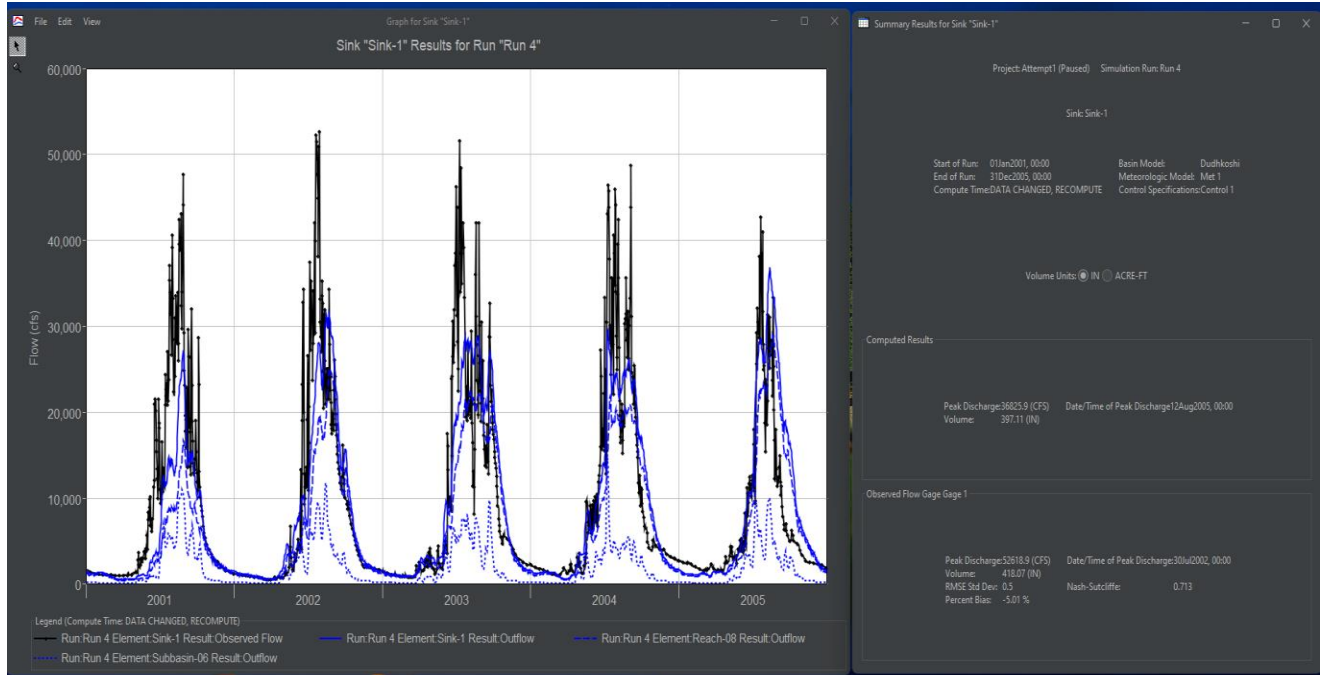 File Edit View
Graph for Sink "Sink-1"
Sink "Sink-1" Results for Run "Run 4"
60,000
50,000
40,000
30,000
20,000
10,000
0
Flow (cfs)
2001 2002 2003 2004 2005
Legend (Compute Time: DATA CHANGED, RECOMPUTE)
Run:Run 4 Element:Sink-1 Result:Observed Flow
Run:Run 4 Element:Sink-1 Result:Outflow
Run:Run 4 Element:Reach-08 Result:Outflow
Run:Run 4 Element:Subbasin-06 Result:Outflow
Summary Results for Sink "Sink-1"
Project: Attempt1 (Paused) Simulation Run: Run 4
Sink: Sink-1
Start of Run: 01Jan2001, 00:00 Basin Model: Dudhkoshi
End of Run: 31Dec2005, 00:00 Meteorologic Model: Met 1
Compute Time:DATA CHANGED, RECOMPUTE Control Specifications:Control 1
Volume Units: IN ACRE-FT
Computed Results
Peak Discharge:36825.9 (CFS) Date/Time of Peak Discharge12Aug2005, 00:00
Volume: 397.11 (IN)
Observed Flow Gage Gage 1
Peak Discharge:52618.9 (CFS) Date/Time of Peak Discharge:30Jul2002, 00:00
Volume: 418.07 (IN)
RMSE Std Dev: 0.5 Nash-Sutcliffe: 0.713
Percent Bias: -5.01 %